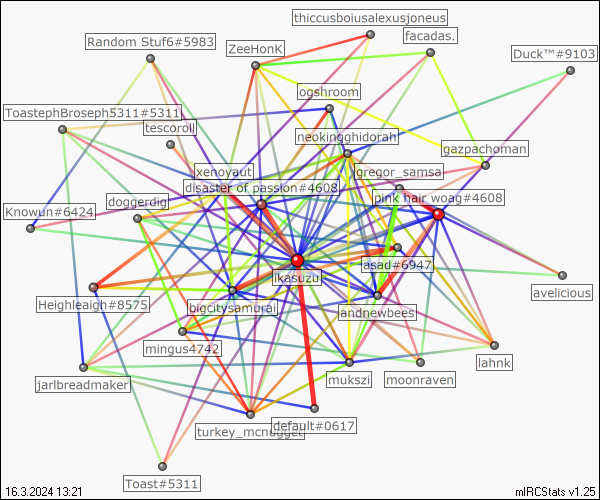 thiccusboiusalexusjoneus
facadas.
Random Stuf6#5983
ZeeHonK
Duck™#9103
ogshroom
ToastephBroseph5311#5311
tescoroll
neokingghidorah
gazpachoman
xenoyaut
gregor_samsa
disaster of passion#4608
pink hair woag#4608
doggerdig
Knowun#6424
asad#6947
ikasuzu
avelicious
Heighleaigh#8575
bigcitysamurai
andnewbees
mingus4742
lahnk
jarlbreadmaker
mukszi
moonraven
default#0617
turkey_mcnugget
Toast#5311
16.3.2024 13:21
mIRCStats v1.25